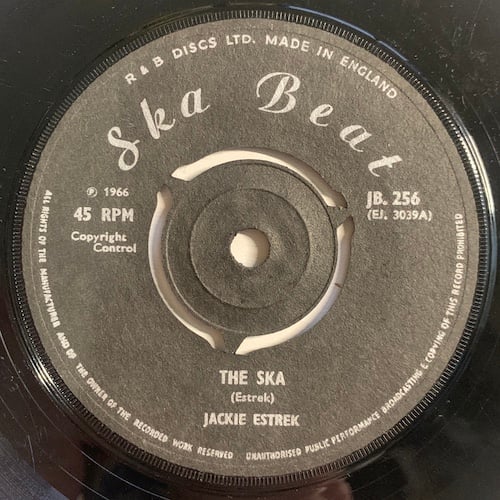 R & B DISCS LTD. MADE IN ENGLAND
Ska Beat
℗ 1966
45 RPM
Copyright
Control
JB. 256
(EJ. 3039A)
THE SKA
(Estrek)
JACKIE ESTREK
ALL RIGHTS OF THE MANUFACTURER AND OF THE OWNER OF THE RECORDED WORK RESERVED UNAUTHORISED PUBLIC PERFORMANCE BROADCASTING & COPYING OF THIS RECORD PROHIBITED